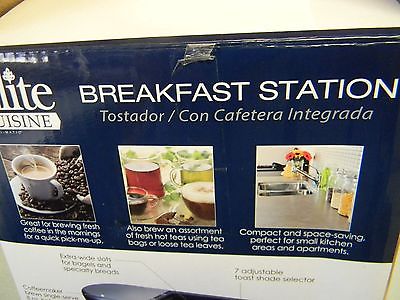 lite
BREAKFAST STATION
UISINE
Tostador / Con Cafetera Integrada
Great for brewing fresh
coffee in the mornings
for a quick pick-me-up.
Also brew an assortment
of fresh hot teas using tea
bags or loose tea leaves.
Compact and space-saving,
perfect for small kitchen
areas and apartments.
Extra-wide slots
for bagels and
specialty breads
7 adjustable
toast shade selector
Coffeemaker
brews single-serve